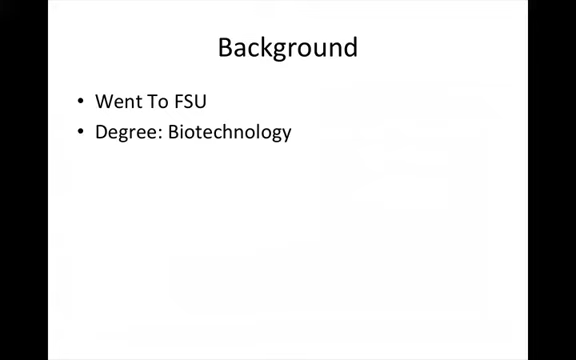 Background
• Went To FSU
• Degree: Biotechnology